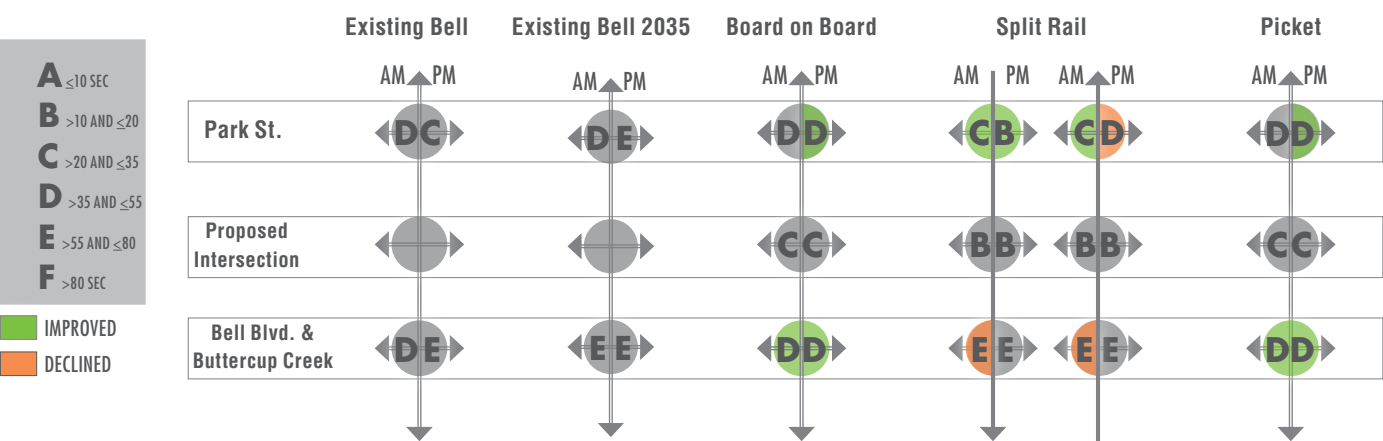 Existing Bell Existing Bell 2035 Board on Board Split Rail Picket
AM PM AM PM AM PM AM PM AM PM AM PM
A ≤10 SEC
B >10 AND ≤20
C >20 AND ≤35
D >35 AND ≤55
E >55 AND ≤80
F >80 SEC
IMPROVED
DECLINED
Park St. DC DE DD CB CD DD
Proposed
Intersection
CC BB BB CC
Bell Blvd. &
Buttercup Creek
DE EE DD EE EE DD